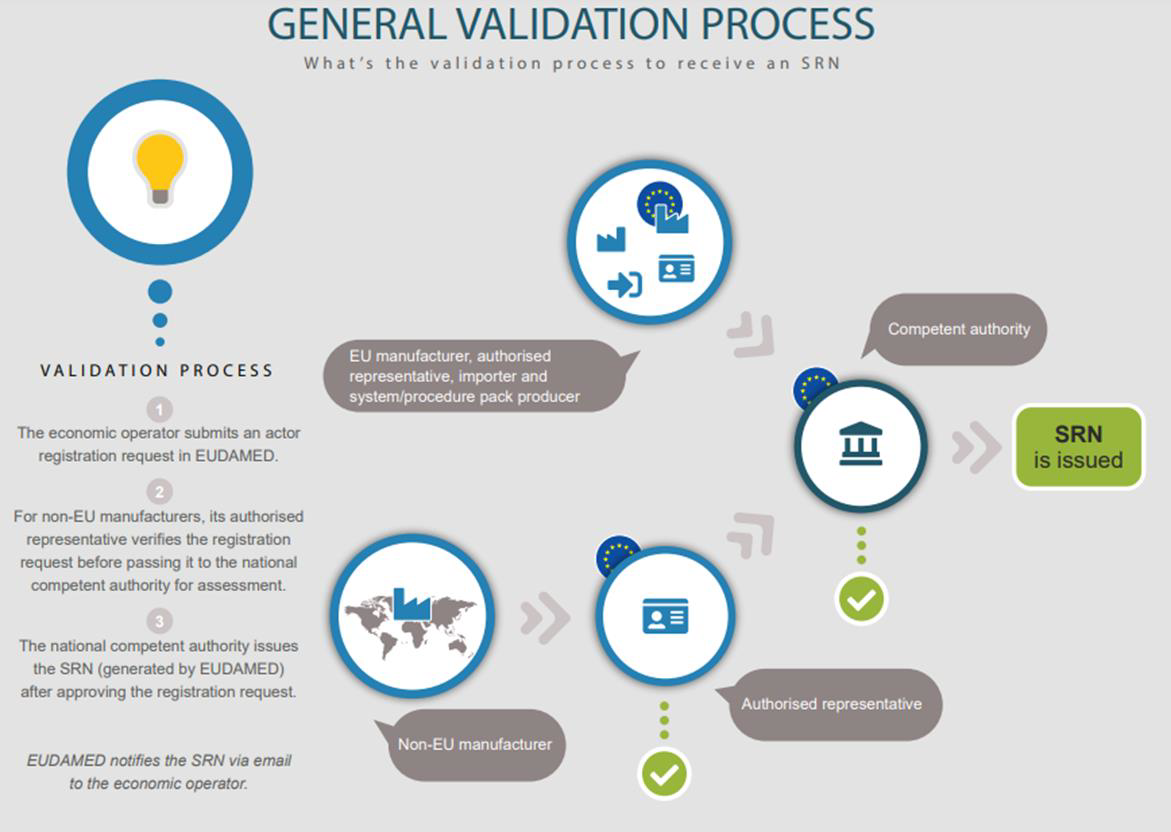 GENERAL VALIDATION PROCESS
What's the validation process to receive an SRN
VALIDATION PROCESS
1
The economic operator submits an actor
registration request in EUDAMED.
2
For non-EU manufacturers, its authorised
representative verifies the registration
request before passing it to the national
competent authority for assessment.
3
The national competent authority issues
the SRN (generated by EUDAMED)
after approving the registration request.
EUDAMED notifies the SRN via email
to the economic operator.
EU manufacturer, authorised
representative, importer and
system/procedure pack producer
Competent authority
SRN
is issued
Non-EU manufacturer
Authorised representative